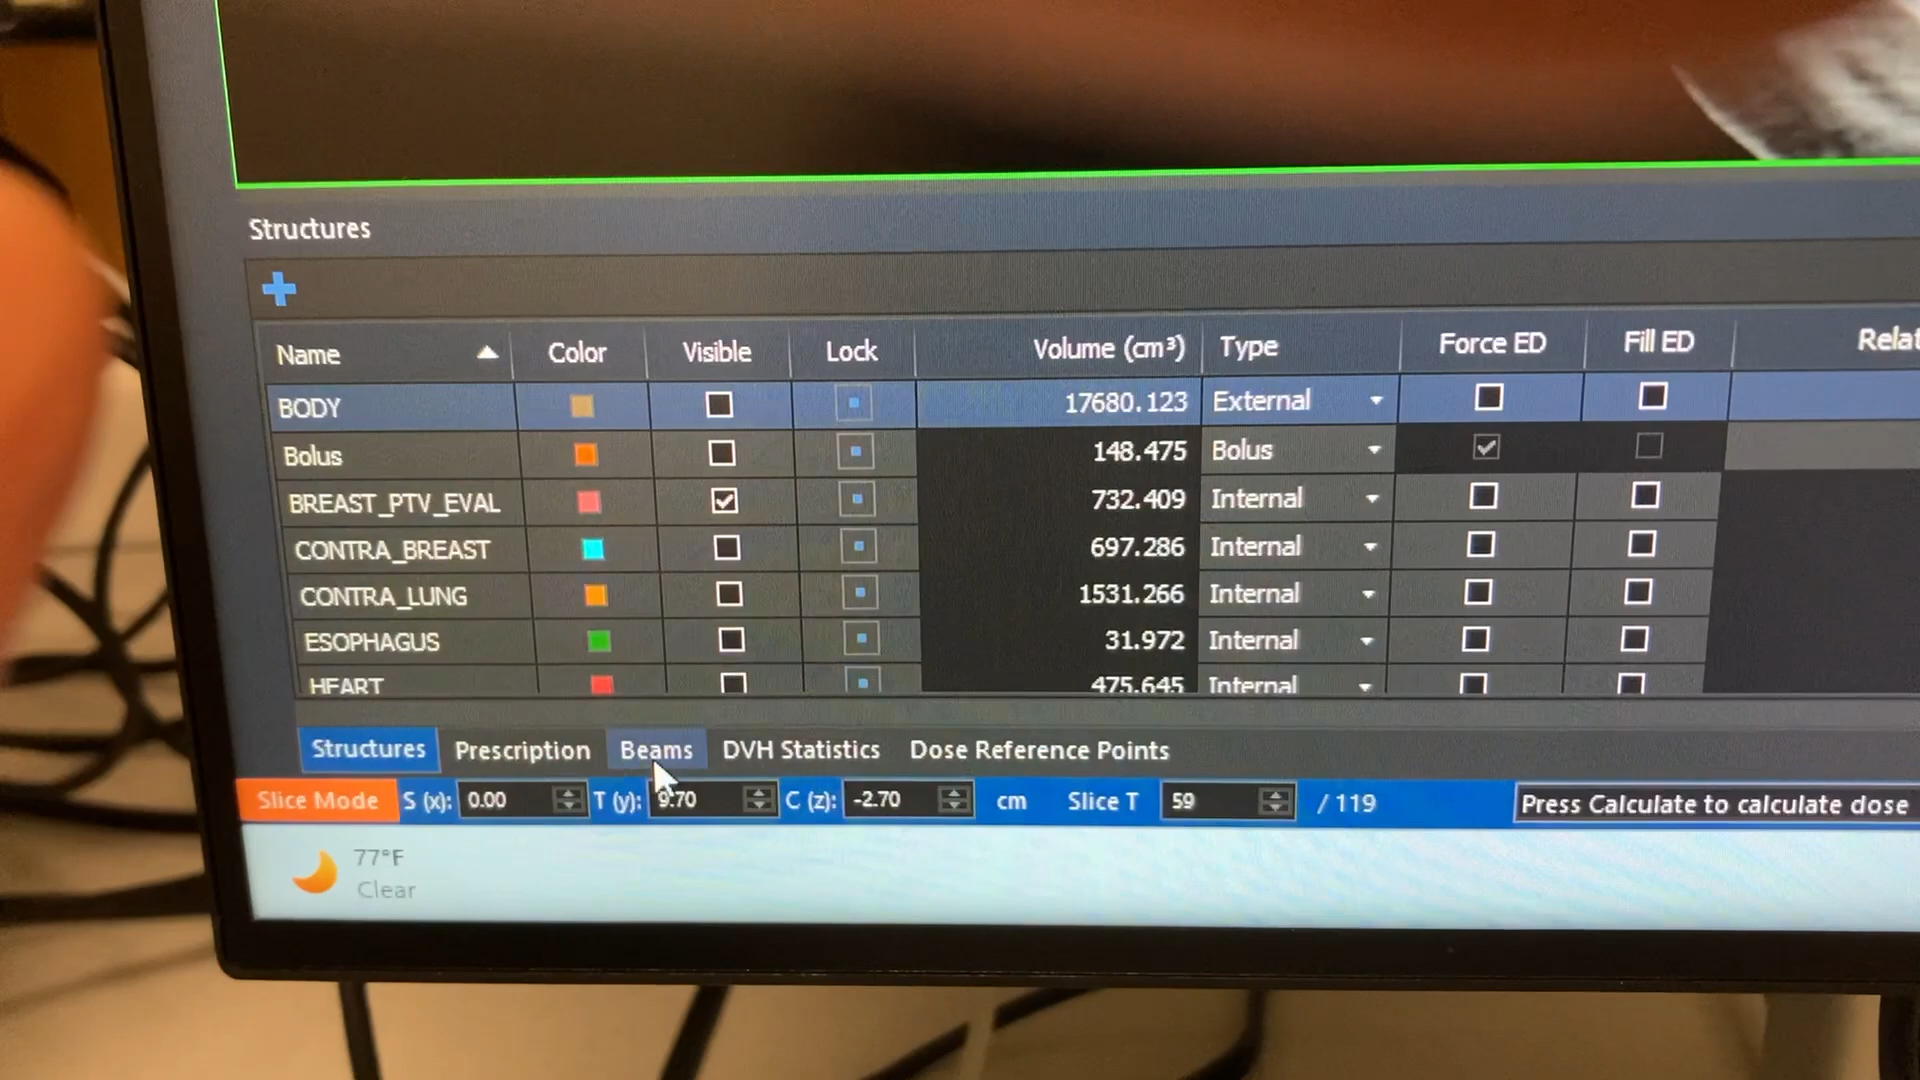 Structures
Name Color Visible Lock Volume (cm³) Type Force ED Fill ED Relat
BODY 17680.123 External
Bolus 148.475 Bolus
BREAST_PTV_EVAL 732.409 Internal
CONTRA_BREAST 697.286 Internal
CONTRA_LUNG 1531.266 Internal
ESOPHAGUS 31.972 Internal
HEART 475.645 Internal
Structures Prescription Beams DVH Statistics Dose Reference Points
Slice Mode S (x): 0.00 T (y): 9.70 C (z): -2.70 cm Slice T 59 / 119 Press Calculate to calculate dose
77°F
Clear